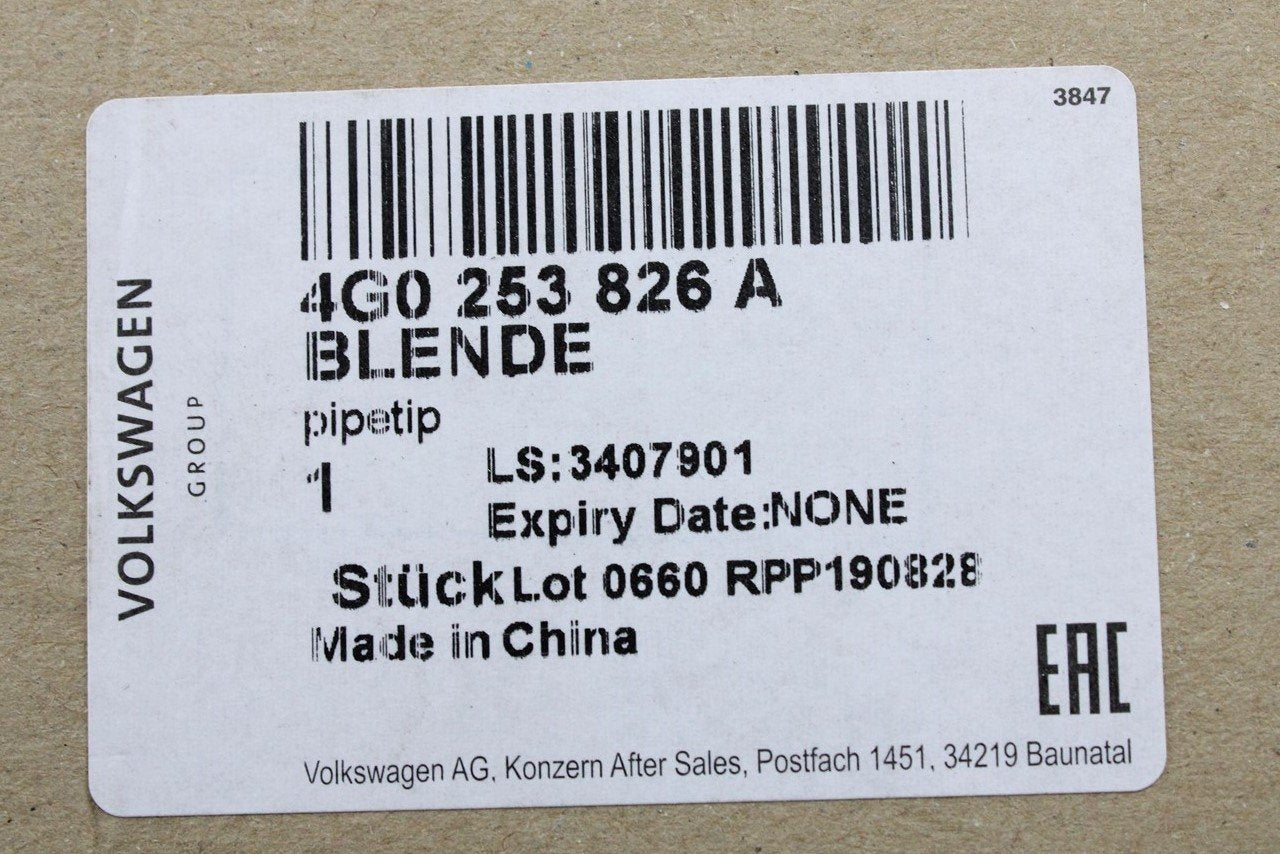 3847
4G0 253 826 A
BLENDE
pipetip
1
LS:3407901
Expiry Date:NONE
Stück Lot 0660 RPP190828
Made in China
EAC
Volkswagen AG, Konzern After Sales, Postfach 1451, 34219 Baunatal
VOLKSWAGEN
GROUP